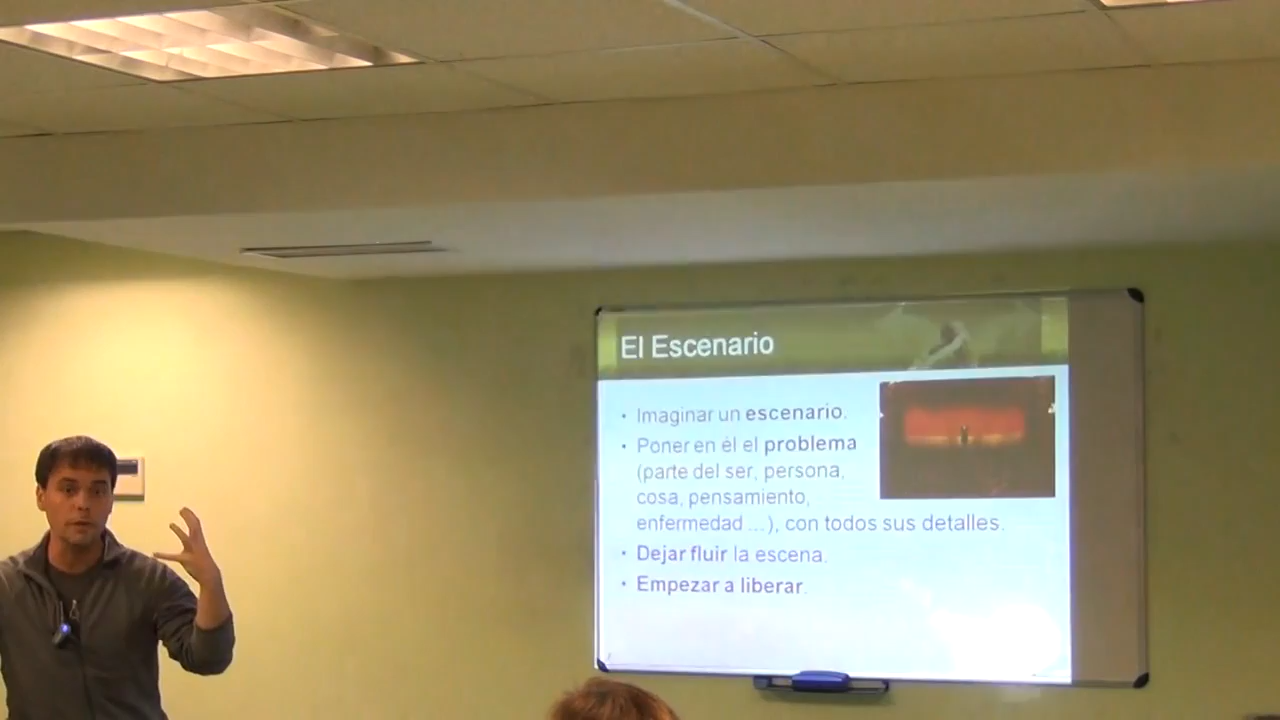 El Escenario
• Imaginar un escenario.
• Poner en él el problema
(parte del ser, persona,
cosa, pensamiento,
enfermedad ...), con todos sus detalles.
• Dejar fluir la escena.
• Empezar a liberar.